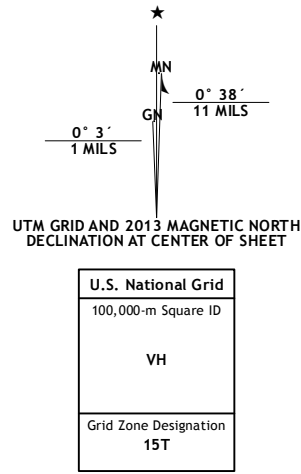 MN
0° 38´
11 MILS
GN
0° 3´
1 MILS
UTM GRID AND 2013 MAGNETIC NORTH
DECLINATION AT CENTER OF SHEET
U.S. National Grid
100,000-m Square ID
VH
Grid Zone Designation
15T